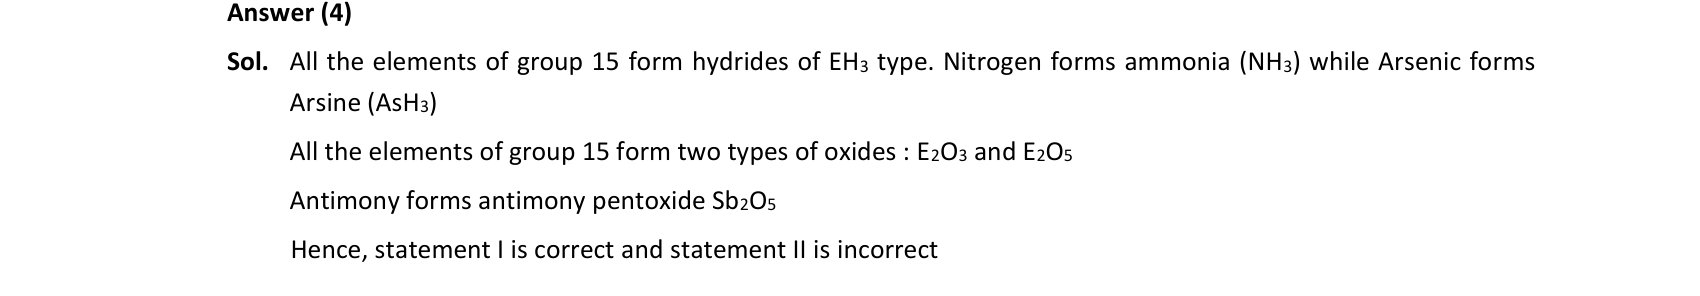 Answer (4)
Sol. All the elements of group 15 form hydrides of EH3 type. Nitrogen forms ammonia (NH3) while Arsenic forms
Arsine (AsH3)
All the elements of group 15 form two types of oxides : E2O3 and E2O5
Antimony forms antimony pentoxide Sb2O5
Hence, statement I is correct and statement II is incorrect